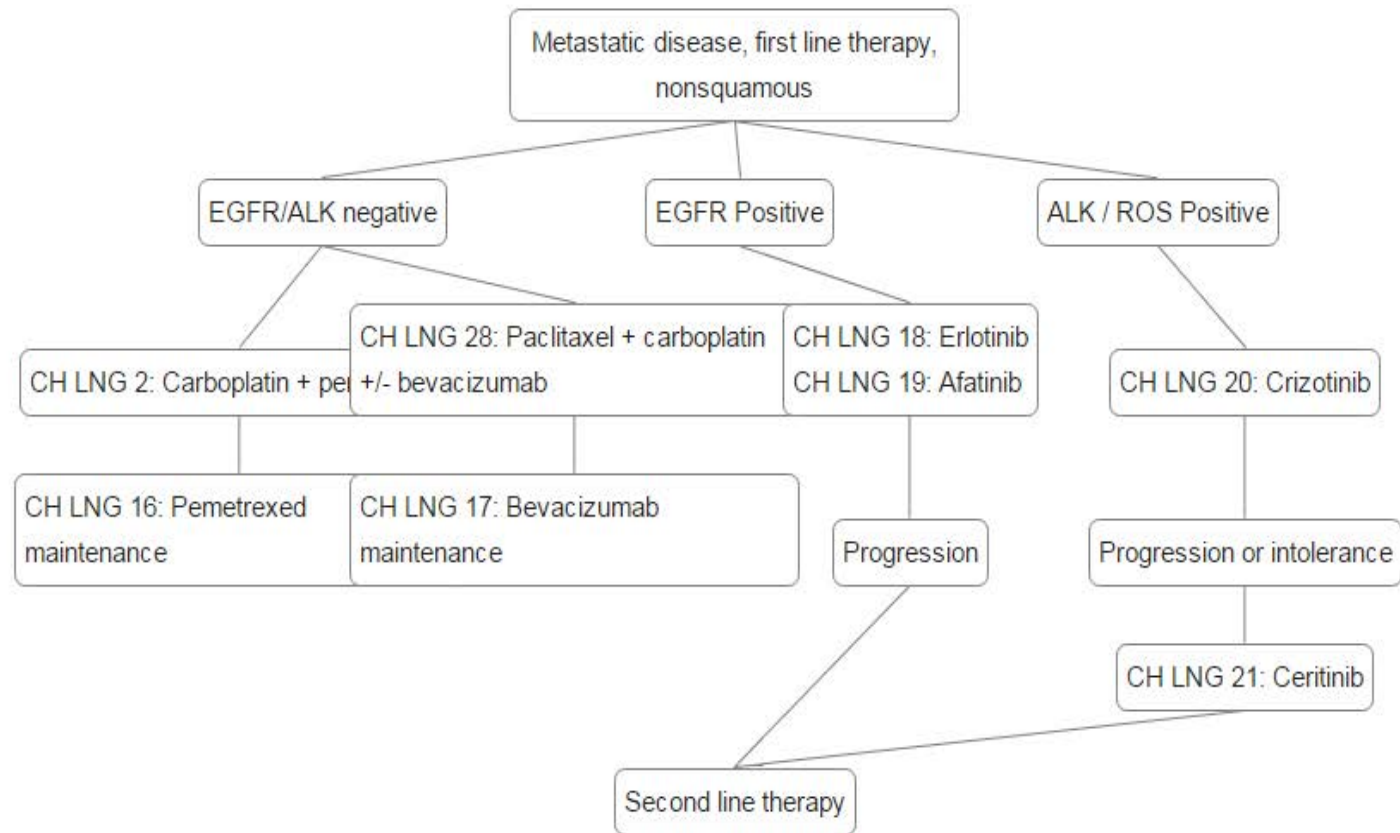 Metastatic disease, first line therapy,
nonsquamous
EGFR/ALK negative
EGFR Positive
ALK / ROS Positive
CH LNG 2: Carboplatin +
CH LNG 28: Paclitaxel + carboplatin
+/- bevacizumab
CH LNG 18: Erlotinib
CH LNG 19: Afatinib
CH LNG 20: Crizotinib
CH LNG 16: Pemetrexed
maintenance
CH LNG 17: Bevacizumab
maintenance
Progression
Progression or intolerance
CH LNG 21: Ceritinib
Second line therapy